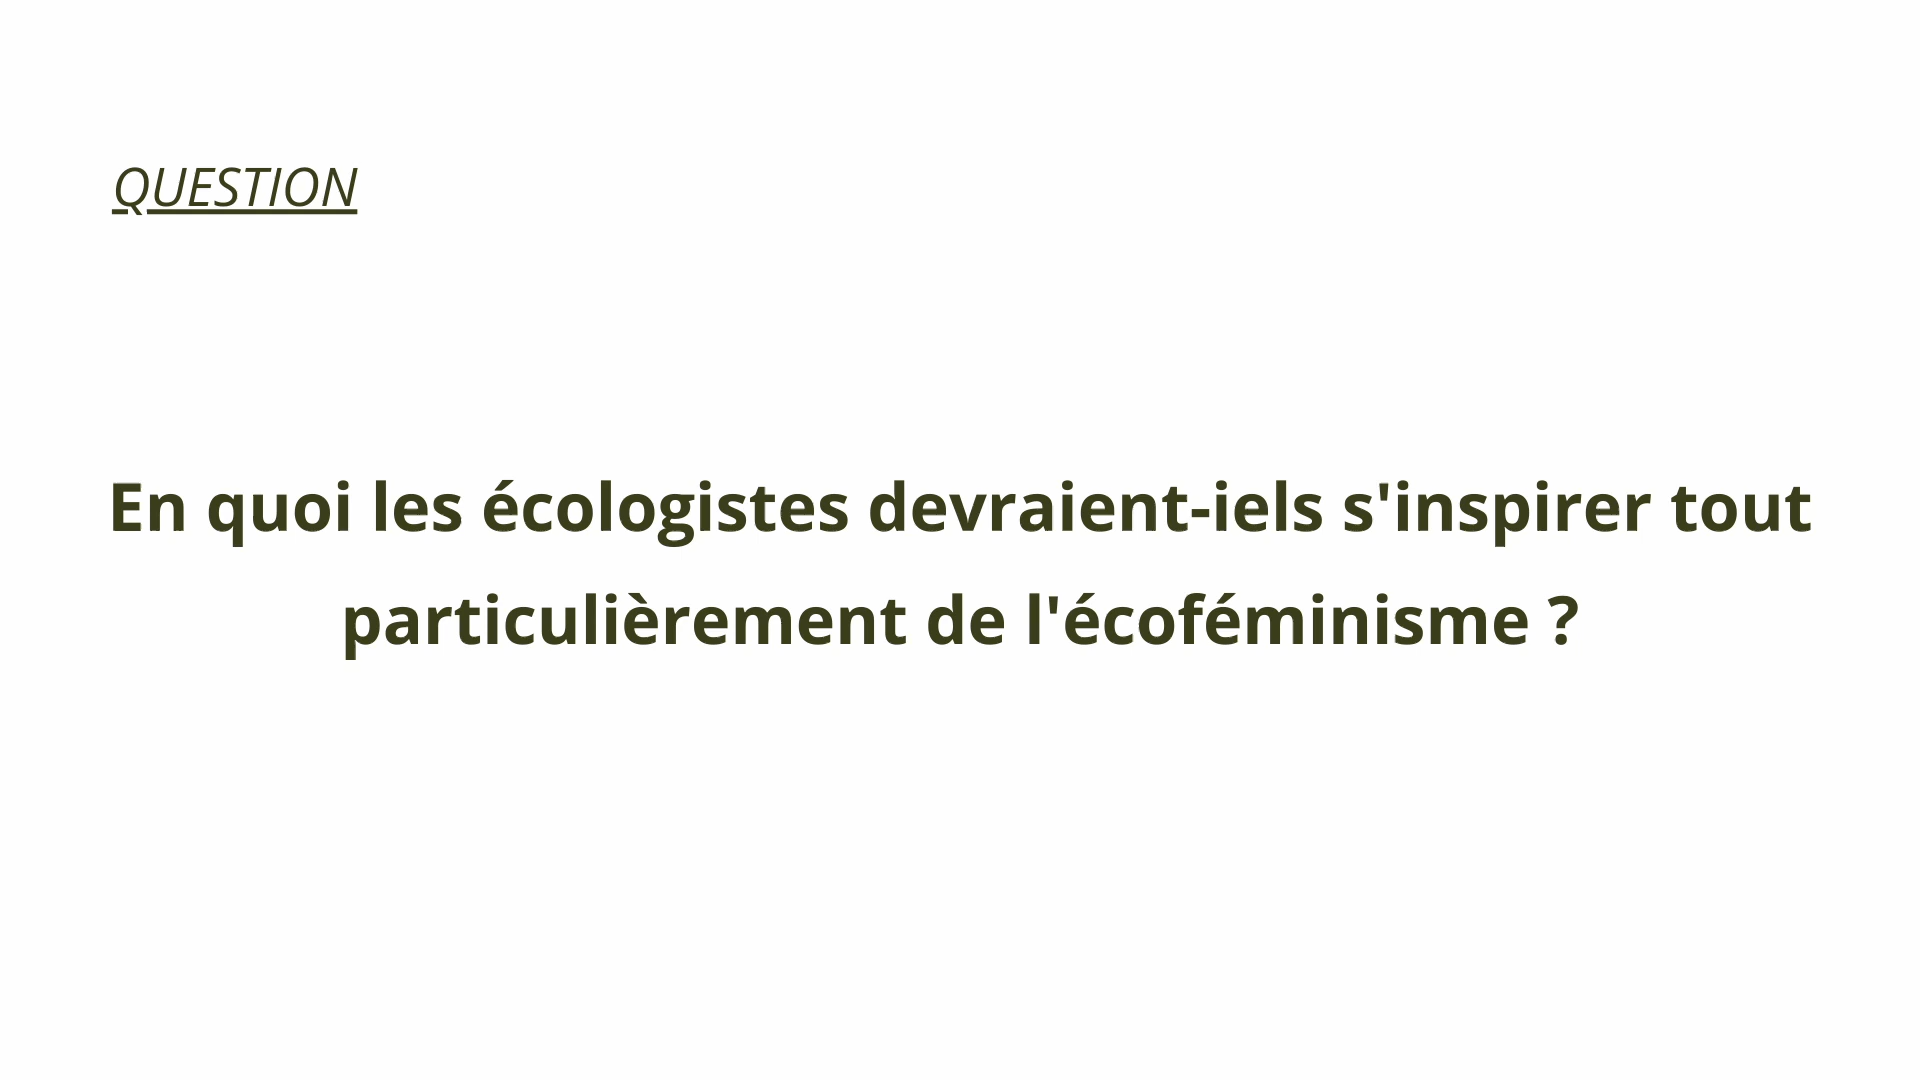 QUESTION
En quoi les écologistes devraient-iels s'inspirer tout
particulièrement de l'écoféminisme ?